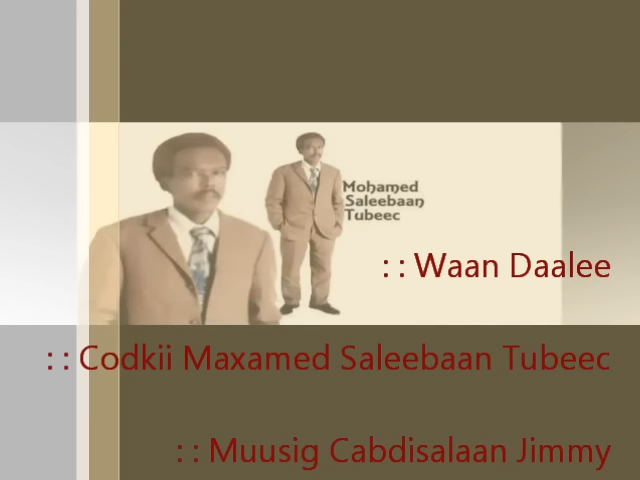 Mohamed
Saleebaan
Tubeec
: : Waan Daalee
: : Codkii Maxamed Saleebaan Tubeec
: : Muusig Cabdisalaan Jimmy